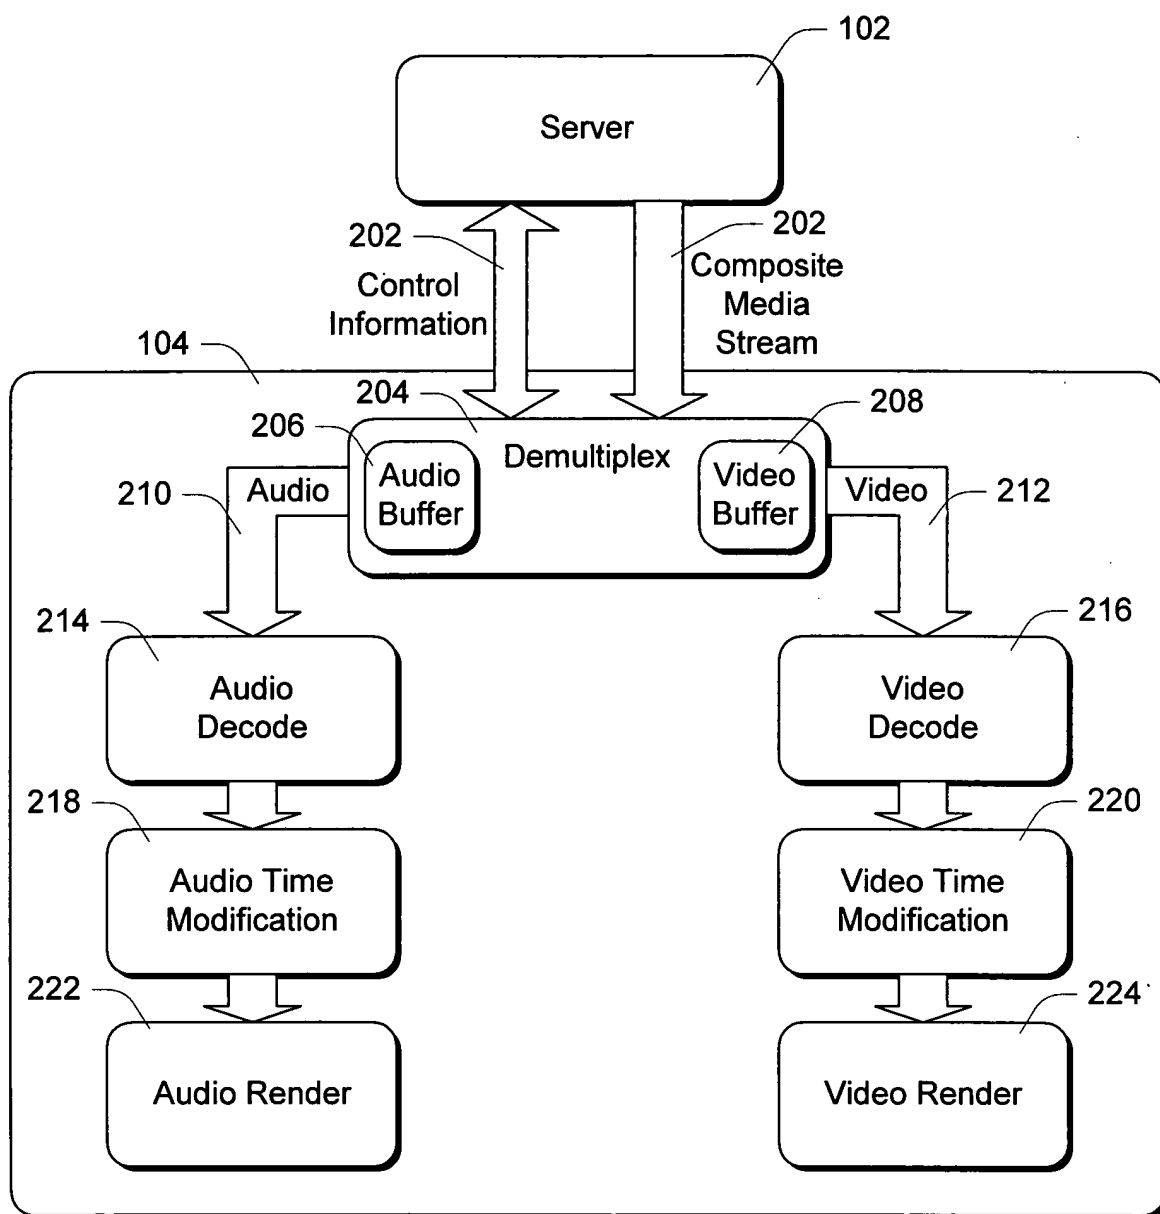 102
Server
202
202
Control
Information
Composite
Media
Stream
104
204
208
206
Demultiplex
Audio
Buffer
Video
Buffer
210
Audio
Video
212
214
216
Audio
Decode
Video
Decode
218
220
Audio Time
Modification
Video Time
Modification
222
224
Audio Render
Video Render